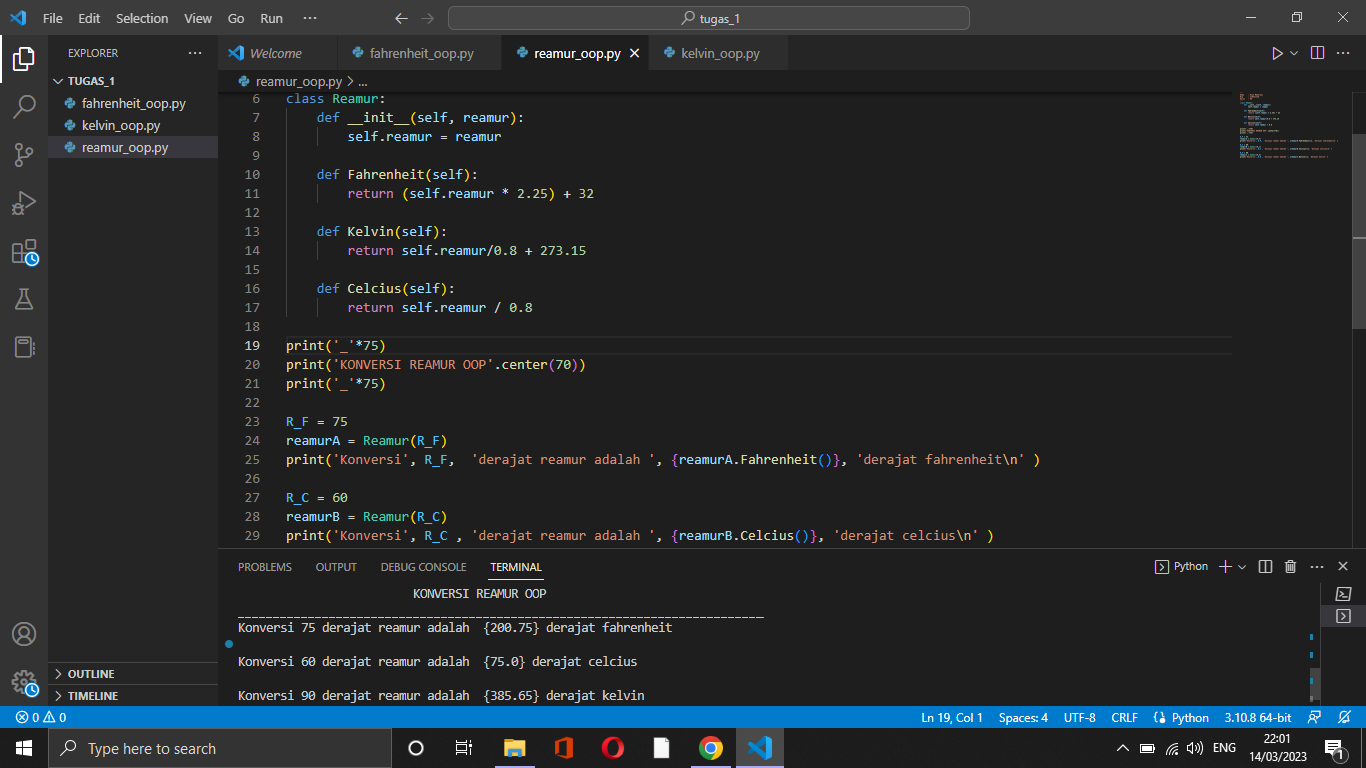 File Edit Selection View Go Run ··· tugas_1
EXPLORER ···
TUGAS_1
fahrenheit_oop.py
kelvin_oop.py
reamur_oop.py
OUTLINE
TIMELINE
Welcome fahrenheit_oop.py reamur_oop.py kelvin_oop.py
reamur_oop.py > ...
6 class Reamur:
7 def __init__(self, reamur):
8 self.reamur = reamur
9
10 def Fahrenheit(self):
11 return (self.reamur * 2.25) + 32
12
13 def Kelvin(self):
14 return self.reamur/0.8 + 273.15
15
16 def Celcius(self):
17 return self.reamur / 0.8
18
19 print('_'*75)
20 print('KONVERSI REAMUR OOP'.center(70))
21 print('_'*75)
22
23 R_F = 75
24 reamurA = Reamur(R_F)
25 print('Konversi', R_F,  'derajat reamur adalah ', {reamurA.Fahrenheit()}, 'derajat fahrenheit\n' )
26
27 R_C = 60
28 reamurB = Reamur(R_C)
29 print('Konversi', R_C , 'derajat reamur adalah ', {reamurB.Celcius()}, 'derajat celcius\n' )
PROBLEMS OUTPUT DEBUG CONSOLE TERMINAL Python
KONVERSI REAMUR OOP
___________________________________________________________________________
Konversi 75 derajat reamur adalah  {200.75} derajat fahrenheit
Konversi 60 derajat reamur adalah  {75.0} derajat celcius
Konversi 90 derajat reamur adalah  {385.65} derajat kelvin
0 0 Ln 19, Col 1 Spaces: 4 UTF-8 CRLF Python 3.10.8 64-bit
Type here to search ENG 22:01
14/03/2023 1